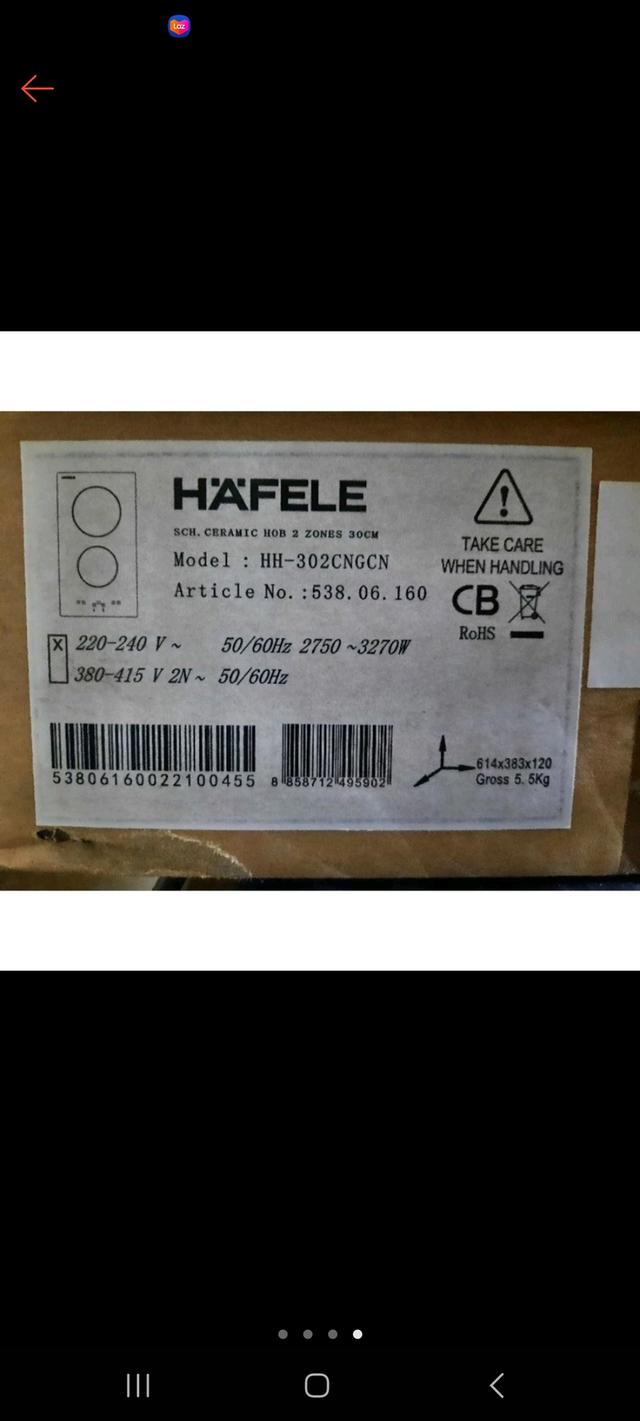 HÄFELE
SCH. CERAMIC HOB 2 ZONES 30CM
Model : HH-302CNGCN
Article No. :538.06.160
TAKE CARE
WHEN HANDLING
CB
RoHS
X 220-240 V ~ 50/60Hz 2750 ~3270W
380-415 V 2N ~ 50/60Hz
53806160022100455
8 858712 495902
614x383x120
Gross 5.5Kg